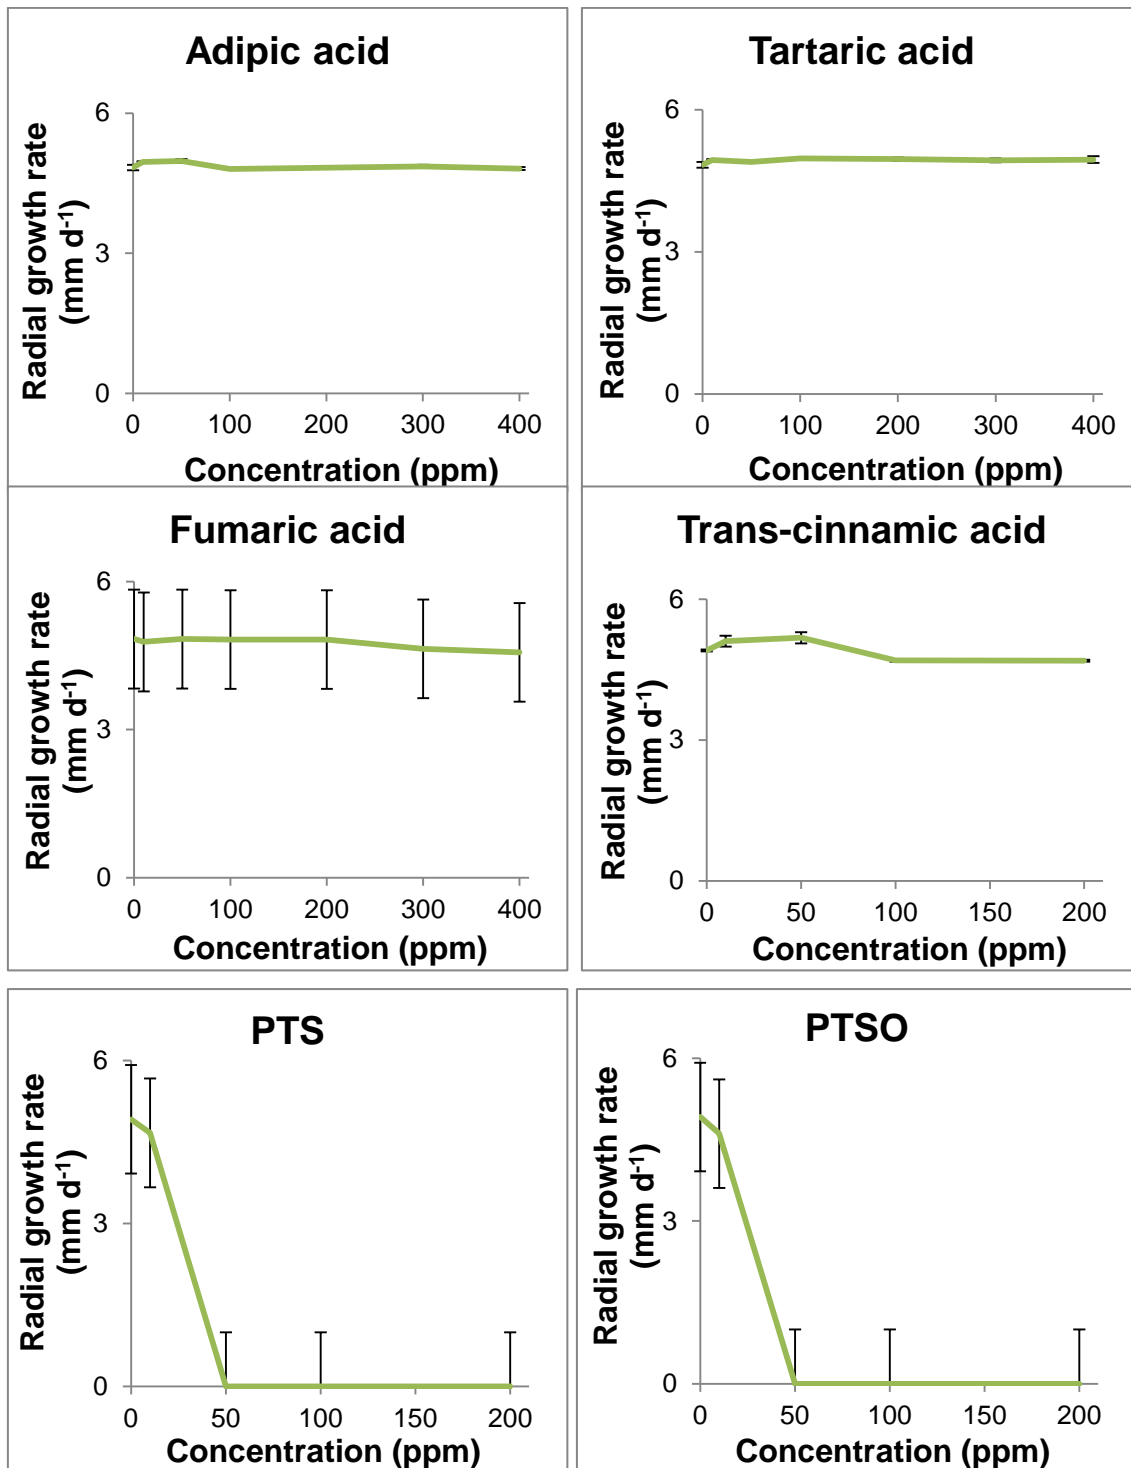 Adipic acid
Radial growth rate
(mm d-1)
6
3
0
0 100 200 300 400
Concentration (ppm)
Tartaric acid
Radial growth rate
(mm d-1)
6
3
0
0 100 200 300 400
Concentration (ppm)
Fumaric acid
Radial growth rate
(mm d-1)
6
3
0
0 100 200 300 400
Concentration (ppm)
Trans-cinnamic acid
Radial growth rate
(mm d-1)
6
3
0
0 50 100 150 200
Concentration (ppm)
PTS
Radial growth rate
(mm d-1)
6
3
0
0 50 100 150 200
Concentration (ppm)
PTSO
Radial growth rate
(mm d-1)
6
3
0
0 50 100 150 200
Concentration (ppm)